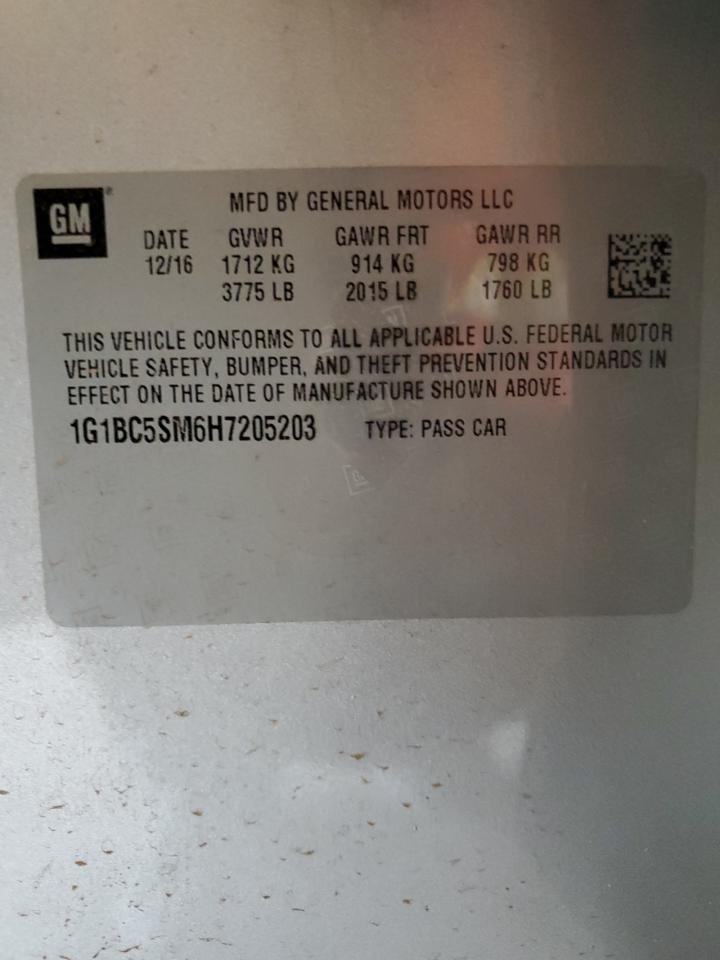 GM
MFD BY GENERAL MOTORS LLC
DATE GVWR GAWR FRT GAWR RR
12/16 1712 KG 914 KG 798 KG
3775 LB 2015 LB 1760 LB
THIS VEHICLE CONFORMS TO ALL APPLICABLE U.S. FEDERAL MOTOR
VEHICLE SAFETY, BUMPER, AND THEFT PREVENTION STANDARDS IN
EFFECT ON THE DATE OF MANUFACTURE SHOWN ABOVE.
1G1BC5SM6H7205203 TYPE: PASS CAR